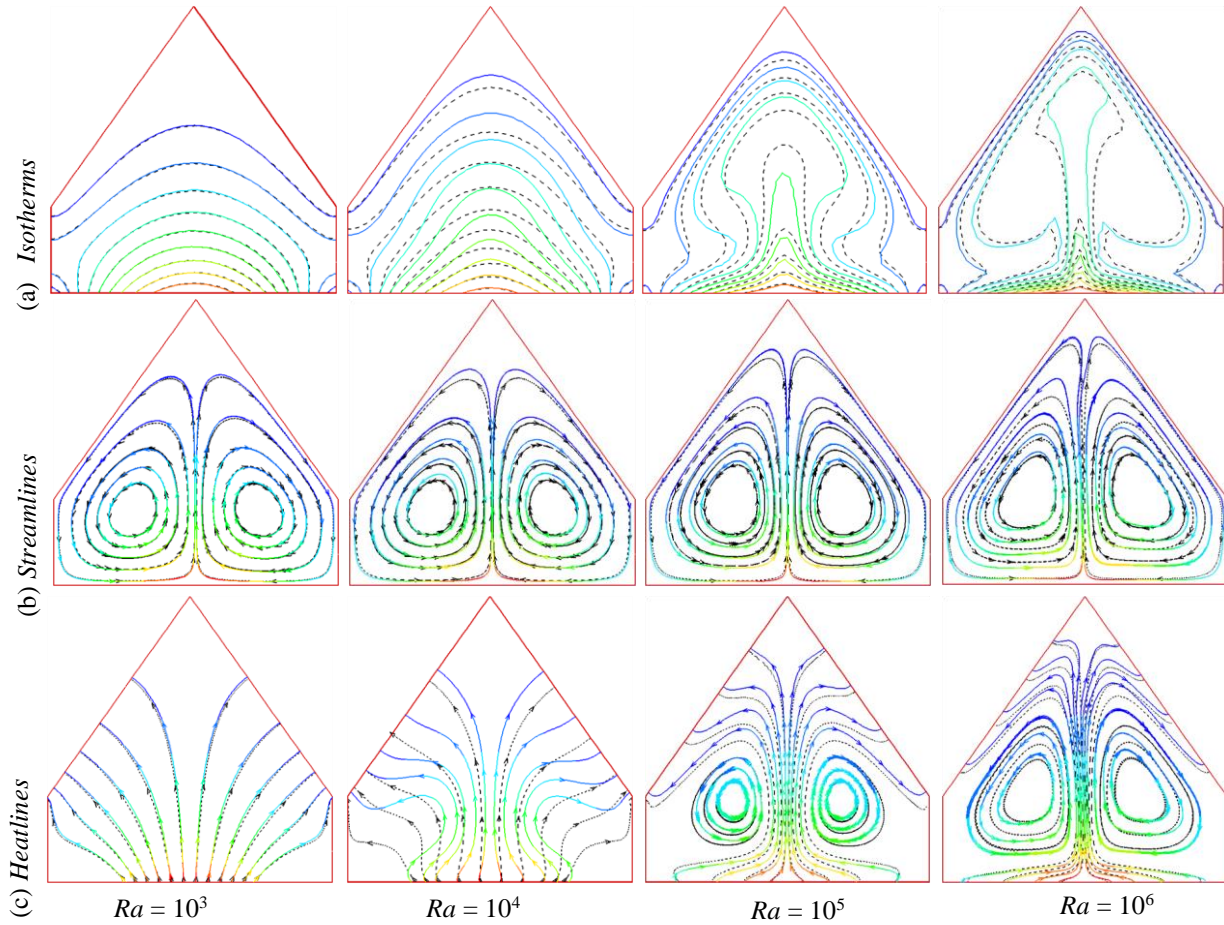 (a) Isotherms
(b) Streamlines
(c) Heatlines
Ra = 10³
Ra = 10⁴
Ra = 10⁵
Ra = 10⁶